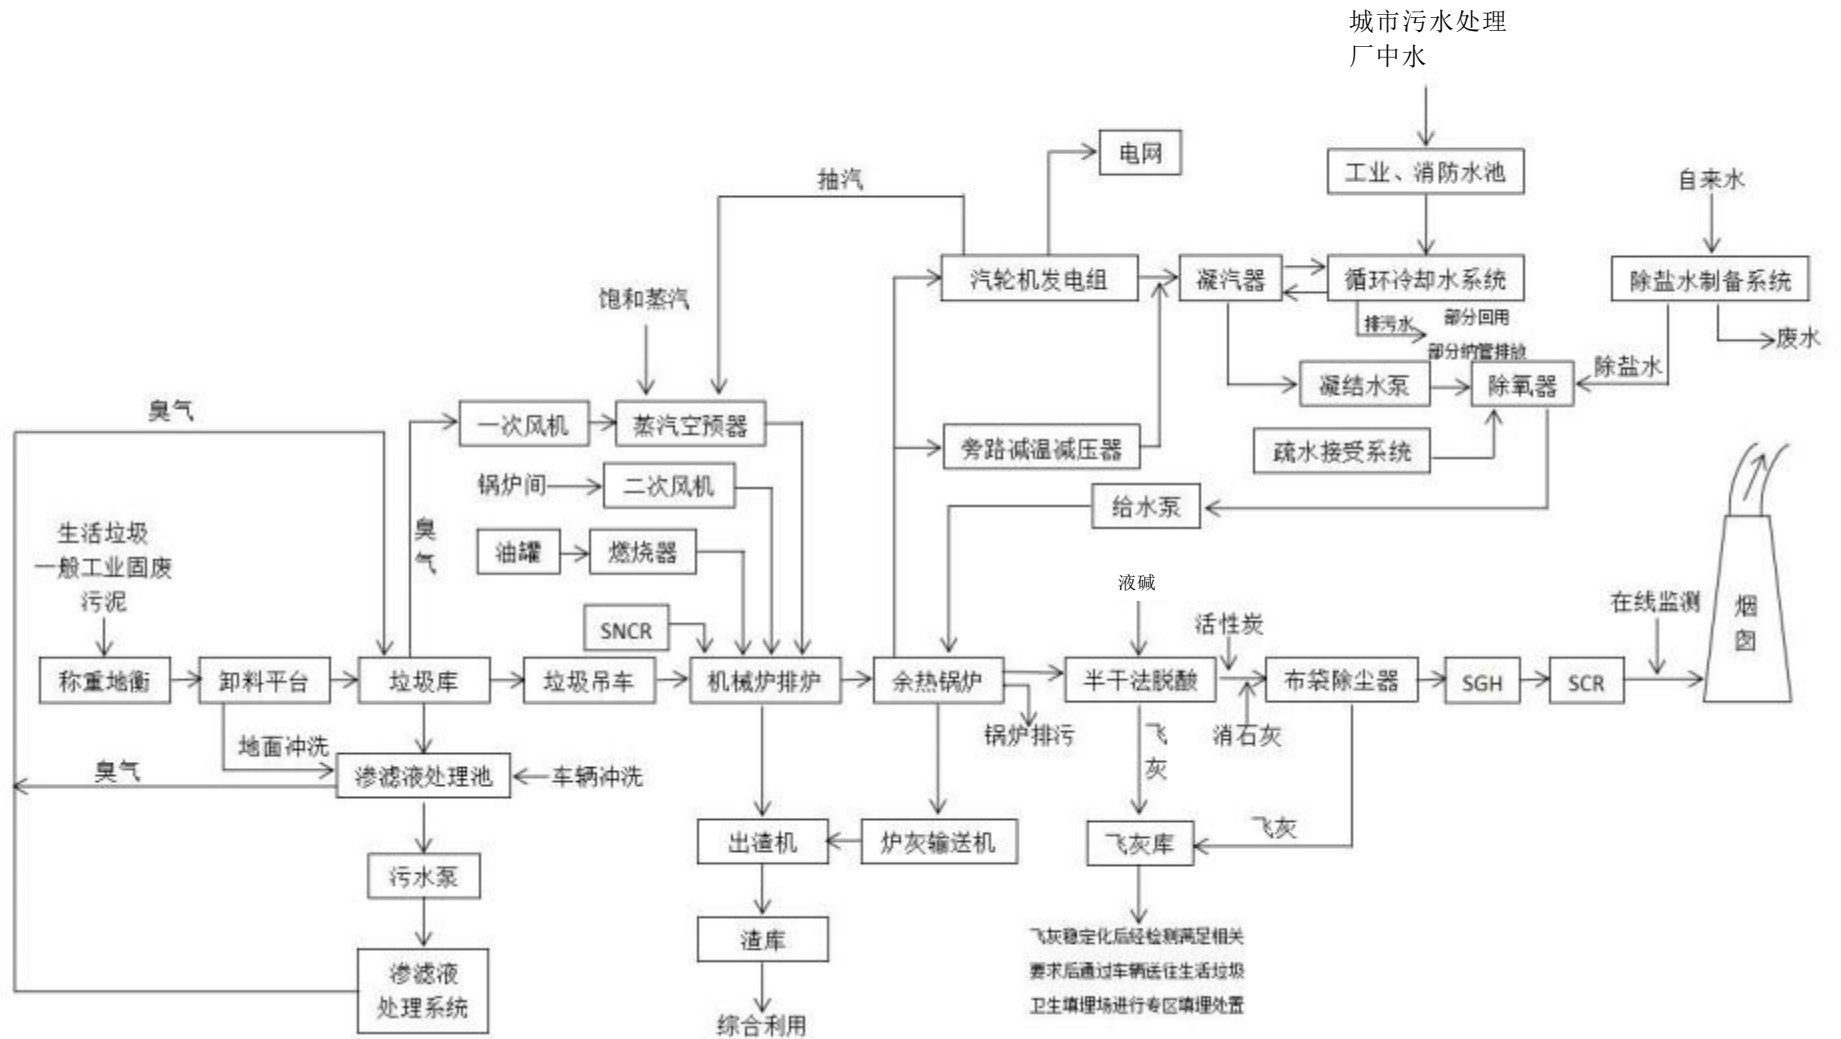 城市污水处理
厂中水
电网
抽汽
工业、消防水池
自来水
汽轮机发电组
凝汽器
循环冷却水系统
除盐水制备系统
饱和蒸汽
排污水
部分回用
部分纳管排放
废水
除盐水
凝结水泵
除氧器
臭气
一次风机
蒸汽空预器
旁路减温减压器
疏水接受系统
锅炉间
二次风机
给水泵
臭
气
生活垃圾
一般工业固废
污泥
油罐
燃烧器
液碱
SNCR
活性炭
在线监测
烟
囱
称重地衡
卸料平台
垃圾库
垃圾吊车
机械炉排炉
余热锅炉
半干法脱酸
布袋除尘器
SGH
SCR
地面冲洗
锅炉排污
飞
灰
消石灰
臭气
渗滤液处理池
车辆冲洗
出渣机
炉灰输送机
飞灰库
飞灰
污水泵
渣库
飞灰稳定化后经检测满足相关
要求后通过车辆送往生活垃圾
卫生填埋场进行专区填埋处置
渗滤液
处理系统
综合利用